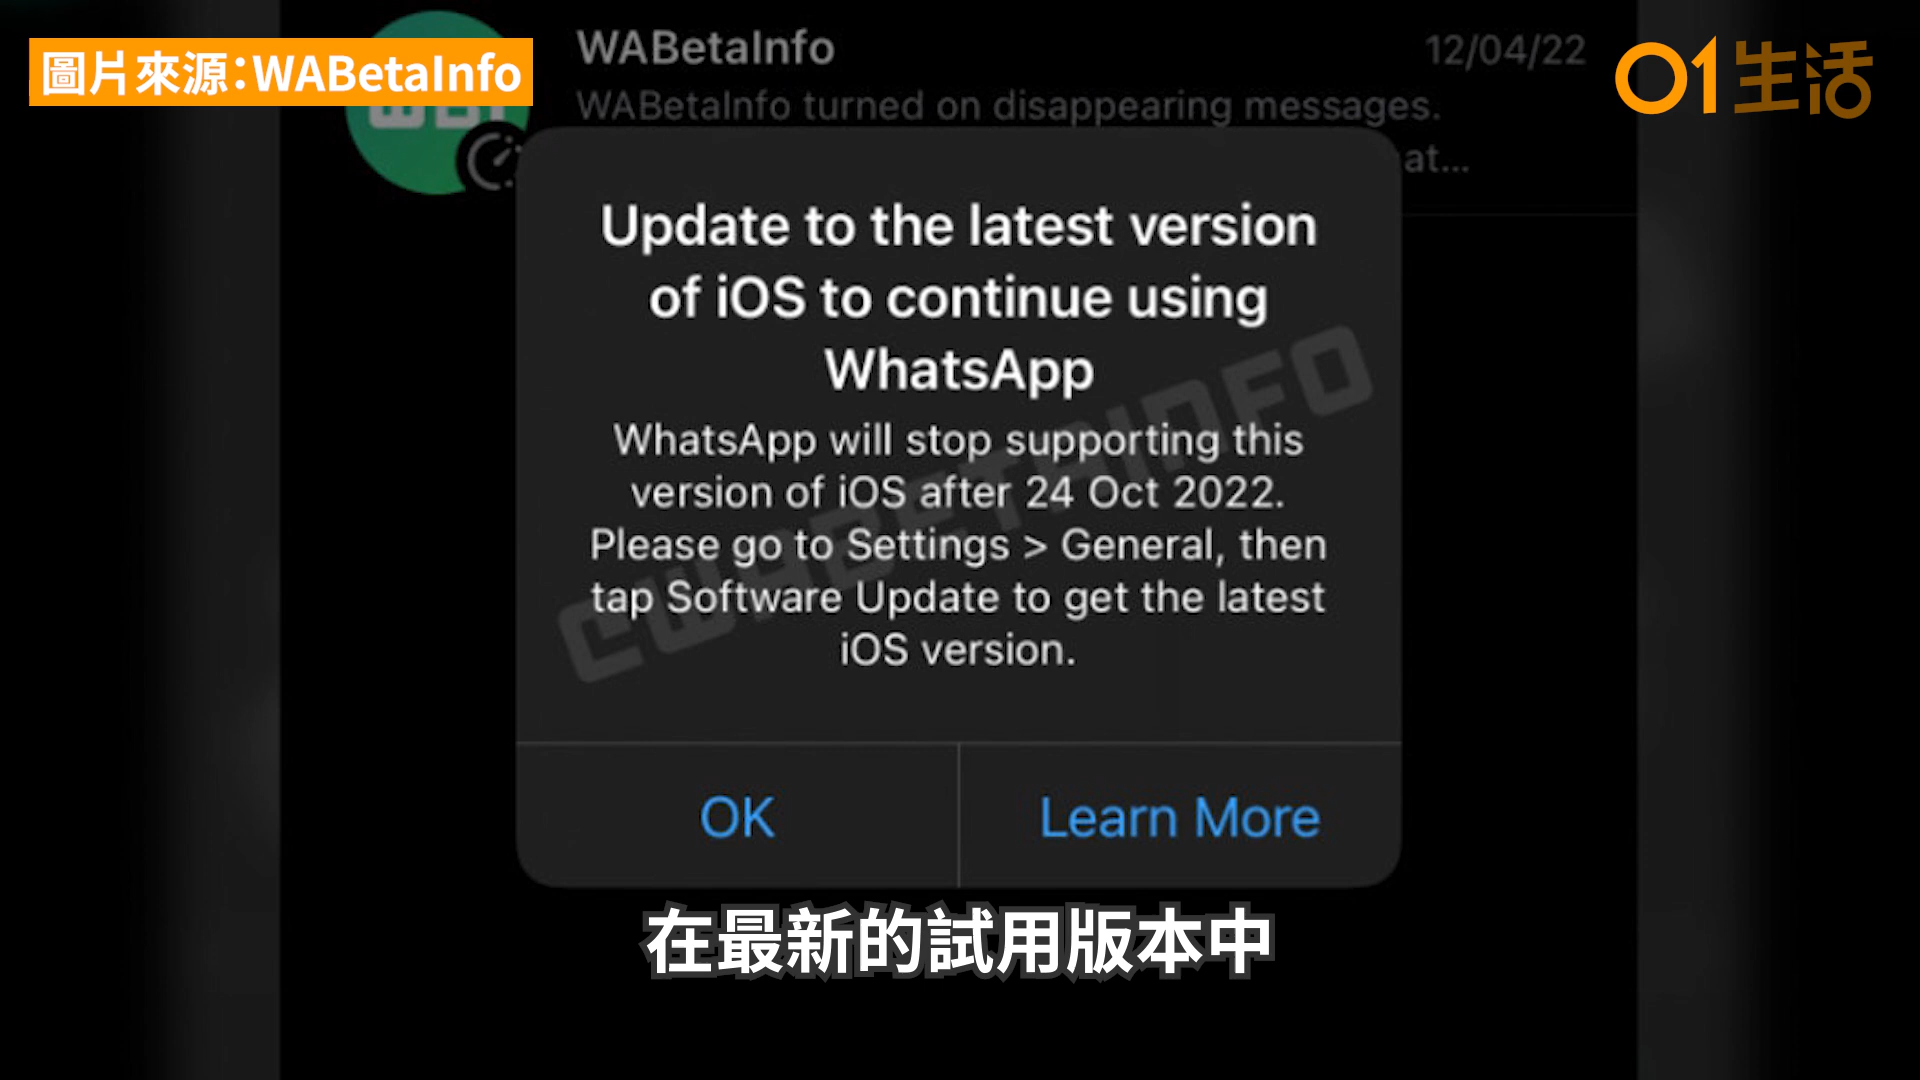 圖片來源：WABetaInfo
WABetaInfo
12/04/22
01生活
WABetaInfo turned on disappearing messages.
at...
Update to the latest version
of iOS to continue using
WhatsApp
WhatsApp will stop supporting this
version of iOS after 24 Oct 2022.
Please go to Settings > General, then
tap Software Update to get the latest
iOS version.
CWABETAINFO
OK
Learn More
在最新的試用版本中